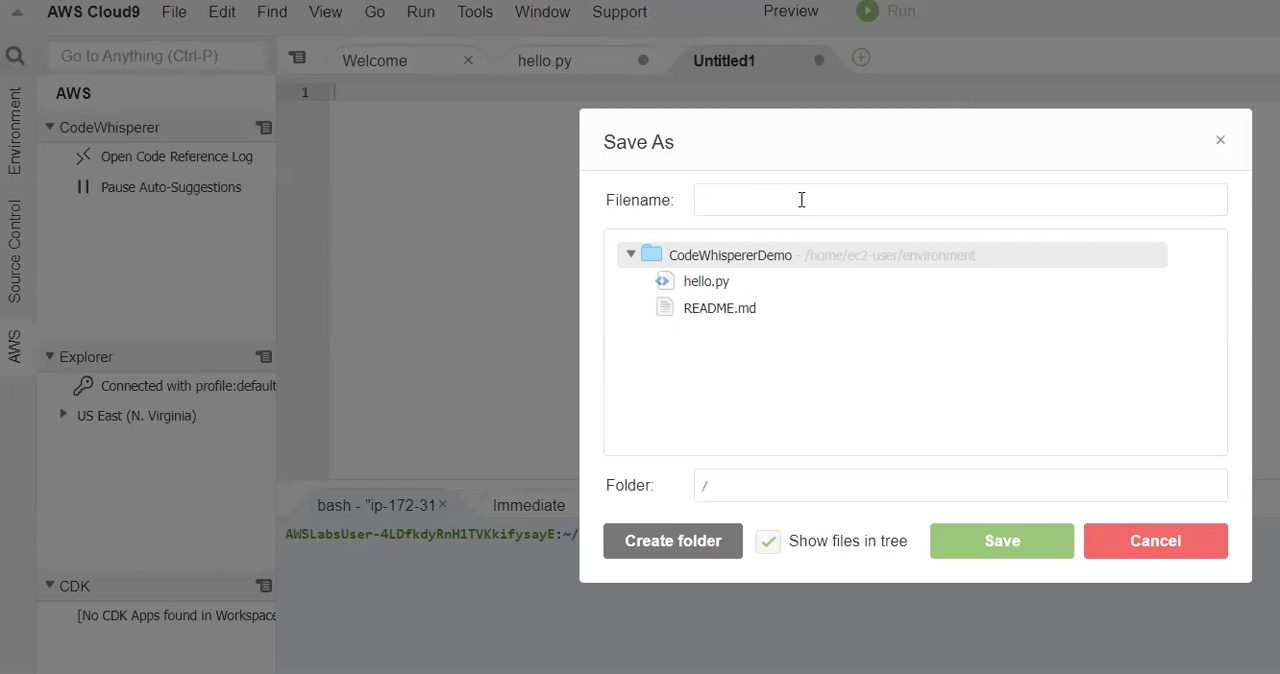 AWS Cloud9 File Edit Find View Go Run Tools Window Support Preview Run
Go to Anything (Ctrl-P)
Welcome × hello.py Untitled1
Environment
Source Control
AWS
AWS
CodeWhisperer
Open Code Reference Log
Pause Auto-Suggestions
Explorer
Connected with profile:default
US East (N. Virginia)
CDK
[No CDK Apps found in Workspace
1
bash - "ip-172-31 × Immediate
AWSLabsUser-4LDfkdyRnH1TVKkifysayE:~/
Save As ×
Filename:
CodeWhispererDemo - /home/ec2-user/environment
hello.py
README.md
Folder: /
Create folder Show files in tree Save Cancel